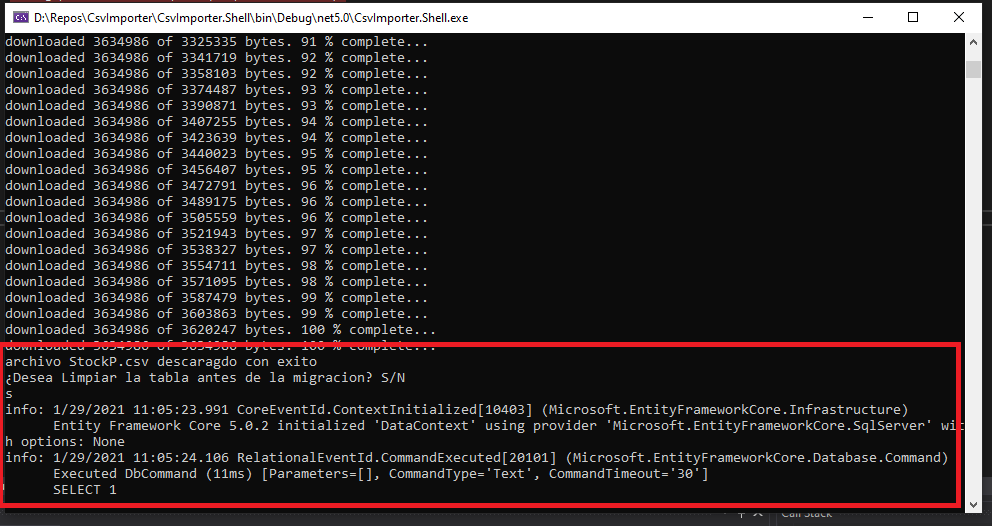 D:\Repos\CsvImporter\CsvImporter.Shell\bin\Debug\net5.0\CsvImporter.Shell.exe
downloaded 3634986 of 3325335 bytes. 91 % complete...
downloaded 3634986 of 3341719 bytes. 92 % complete...
downloaded 3634986 of 3358103 bytes. 92 % complete...
downloaded 3634986 of 3374487 bytes. 93 % complete...
downloaded 3634986 of 3390871 bytes. 93 % complete...
downloaded 3634986 of 3407255 bytes. 94 % complete...
downloaded 3634986 of 3423639 bytes. 94 % complete...
downloaded 3634986 of 3440023 bytes. 95 % complete...
downloaded 3634986 of 3456407 bytes. 95 % complete...
downloaded 3634986 of 3472791 bytes. 96 % complete...
downloaded 3634986 of 3489175 bytes. 96 % complete...
downloaded 3634986 of 3505559 bytes. 96 % complete...
downloaded 3634986 of 3521943 bytes. 97 % complete...
downloaded 3634986 of 3538327 bytes. 97 % complete...
downloaded 3634986 of 3554711 bytes. 98 % complete...
downloaded 3634986 of 3571095 bytes. 98 % complete...
downloaded 3634986 of 3587479 bytes. 99 % complete...
downloaded 3634986 of 3603863 bytes. 99 % complete...
downloaded 3634986 of 3620247 bytes. 100 % complete...
downloaded 3634986 of 3634986 bytes. 100 % complete...
archivo StockP.csv descaragdo con exito
¿Desea Limpiar la tabla antes de la migracion? S/N
s
info: 1/29/2021 11:05:23.991 CoreEventId.ContextInitialized[10403] (Microsoft.EntityFrameworkCore.Infrastructure)
Entity Framework Core 5.0.2 initialized 'DataContext' using provider 'Microsoft.EntityFrameworkCore.SqlServer' wit
h options: None
info: 1/29/2021 11:05:24.106 RelationalEventId.CommandExecuted[20101] (Microsoft.EntityFrameworkCore.Database.Command)
Executed DbCommand (11ms) [Parameters=[], CommandType='Text', CommandTimeout='30']
SELECT 1
Call Stack